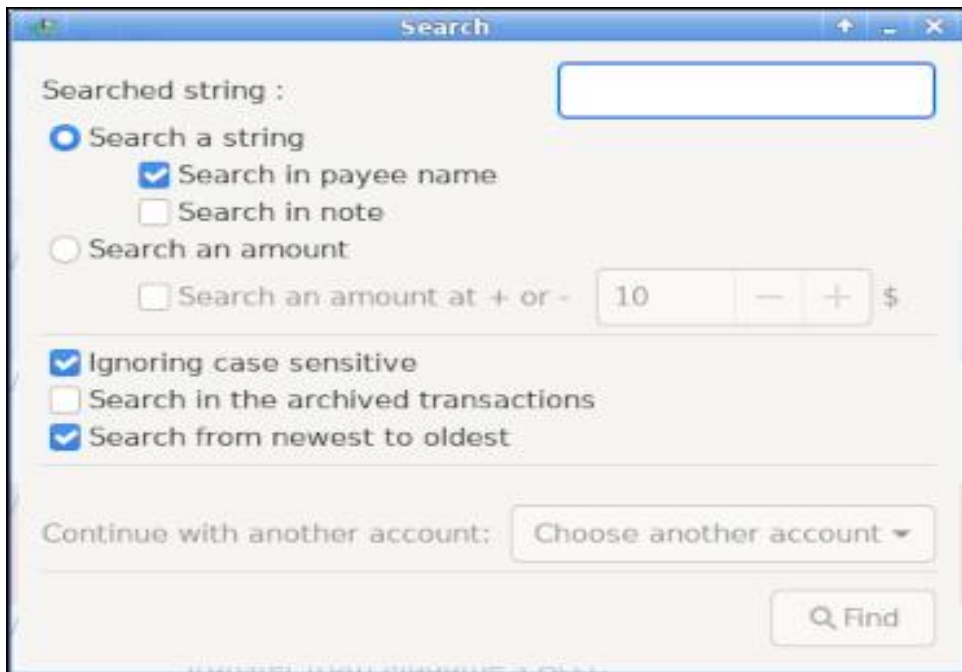 Search
Searched string :
Search a string
Search in payee name
Search in note
Search an amount
Search an amount at + or - 10 $
Ignoring case sensitive
Search in the archived transactions
Search from newest to oldest
Continue with another account: Choose another account
Find